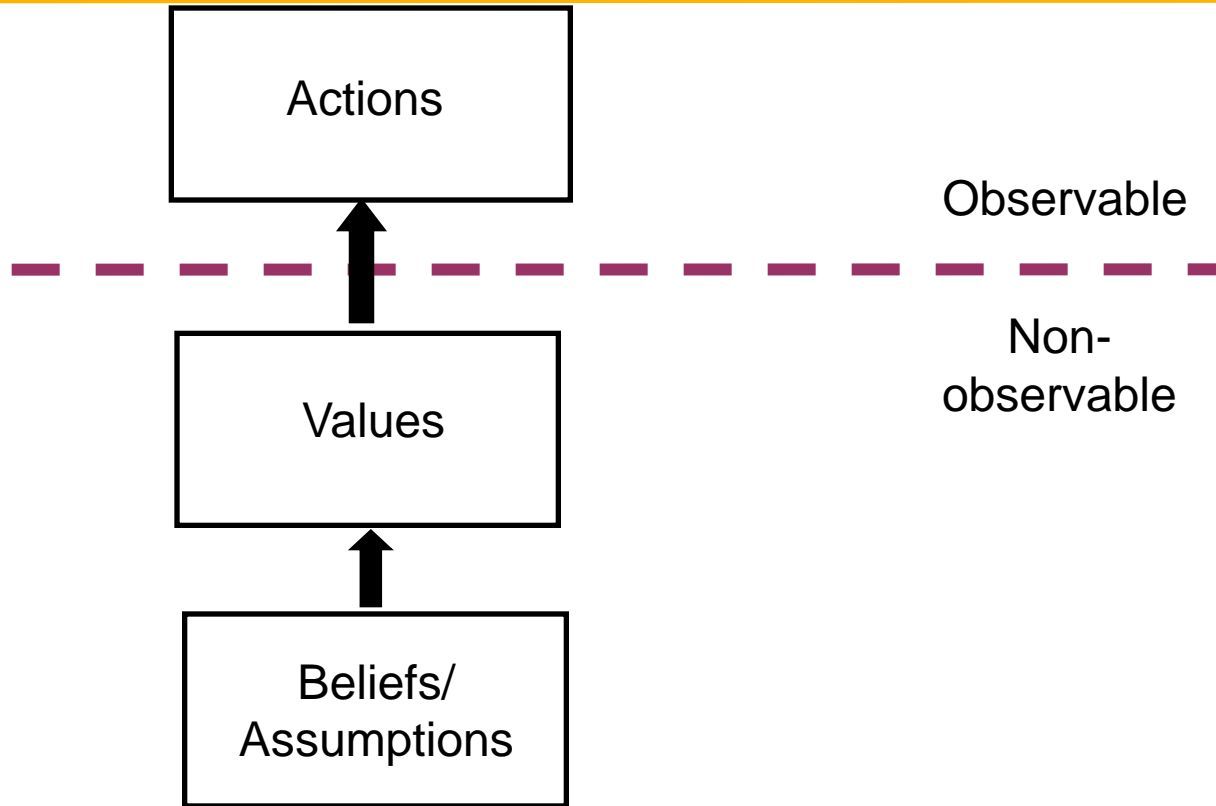 Actions
Observable
Non-
observable
Values
Beliefs/
Assumptions